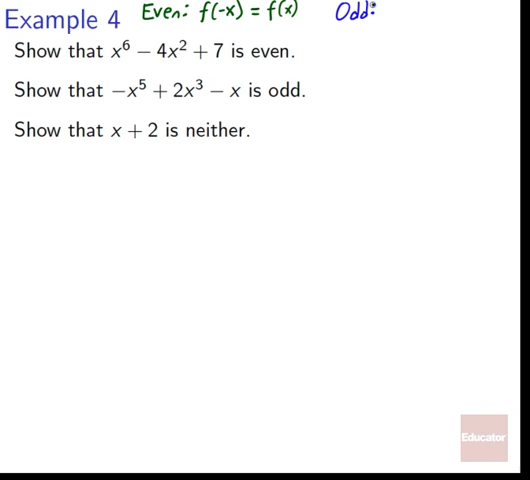 Example 4 Even: f(-x) = f(x) Odd:
Show that x⁶ − 4x² + 7 is even.
Show that −x⁵ + 2x³ − x is odd.
Show that x + 2 is neither.
Educator